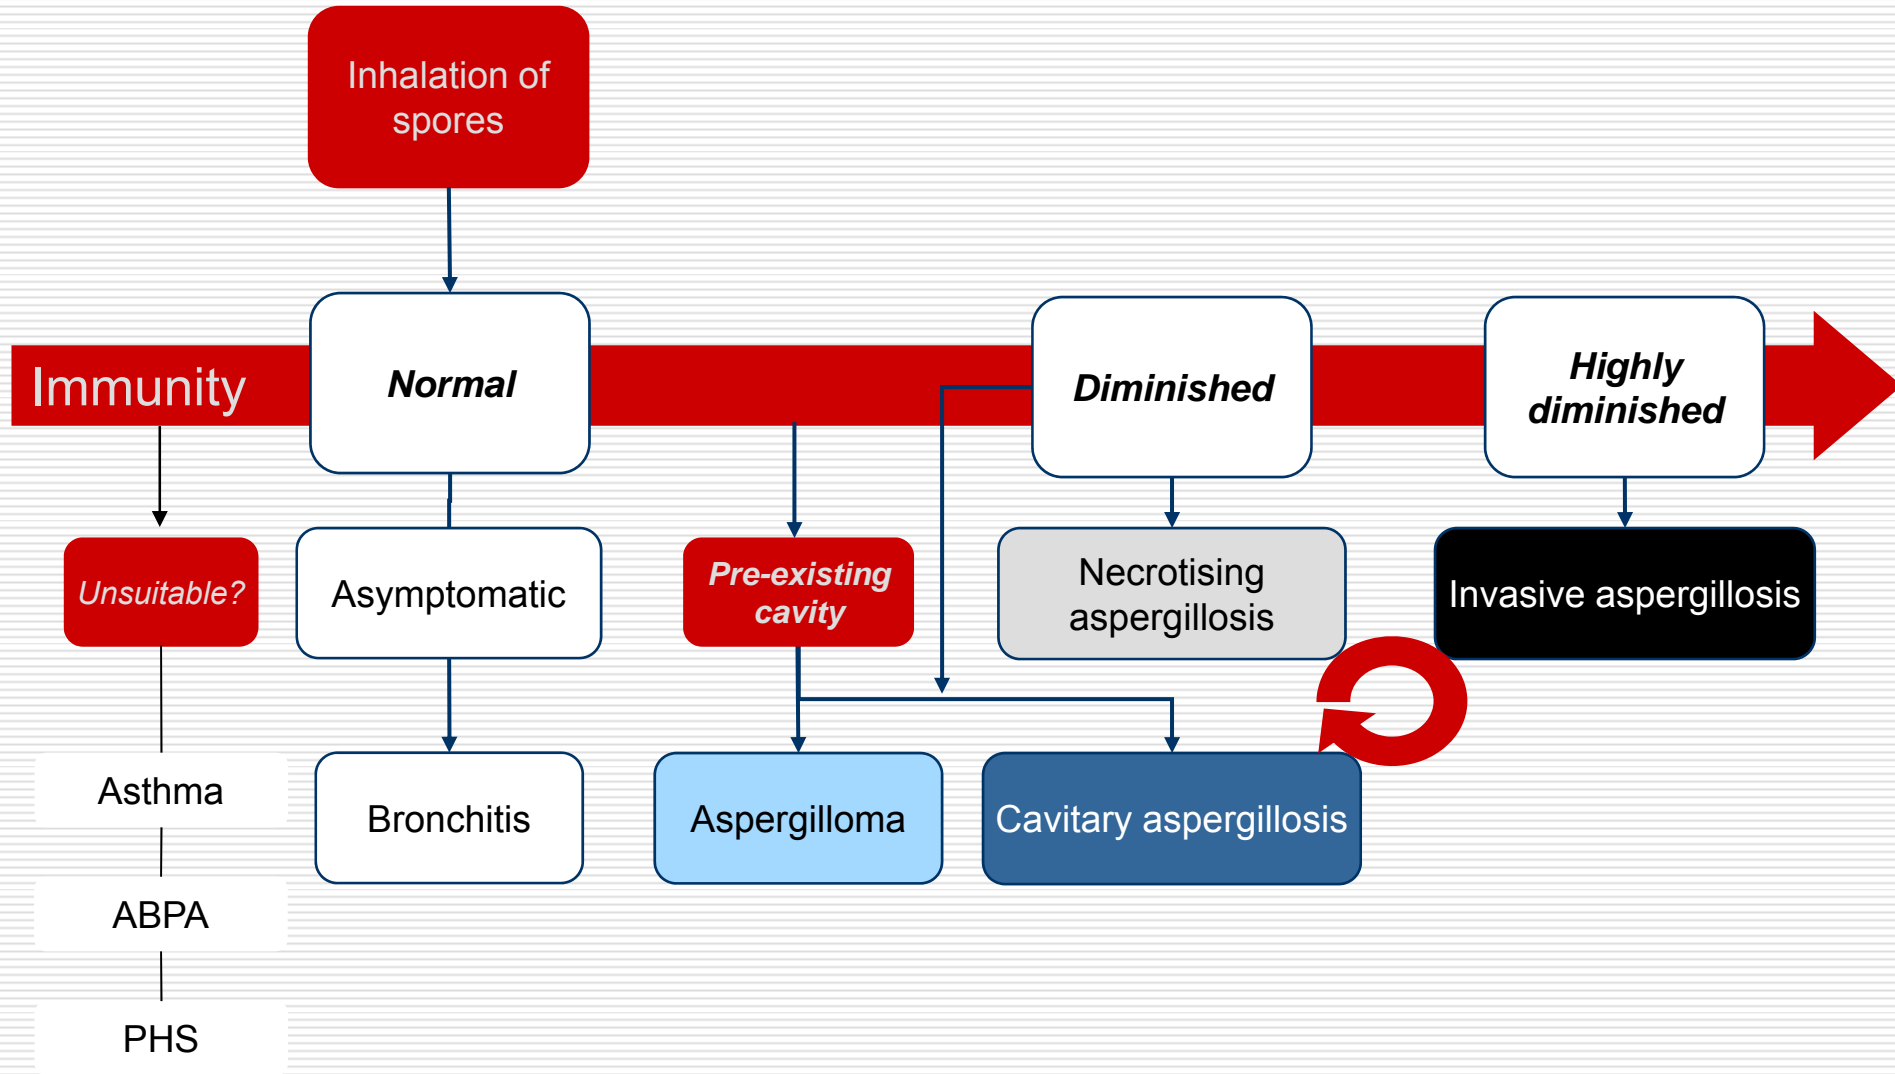 Inhalation of
spores
Immunity
Normal
Diminished
Highly
diminished
Unsuitable?
Asymptomatic
Pre-existing
cavity
Necrotising
aspergillosis
Invasive aspergillosis
Asthma
Bronchitis
Aspergilloma
Cavitary aspergillosis
ABPA
PHS